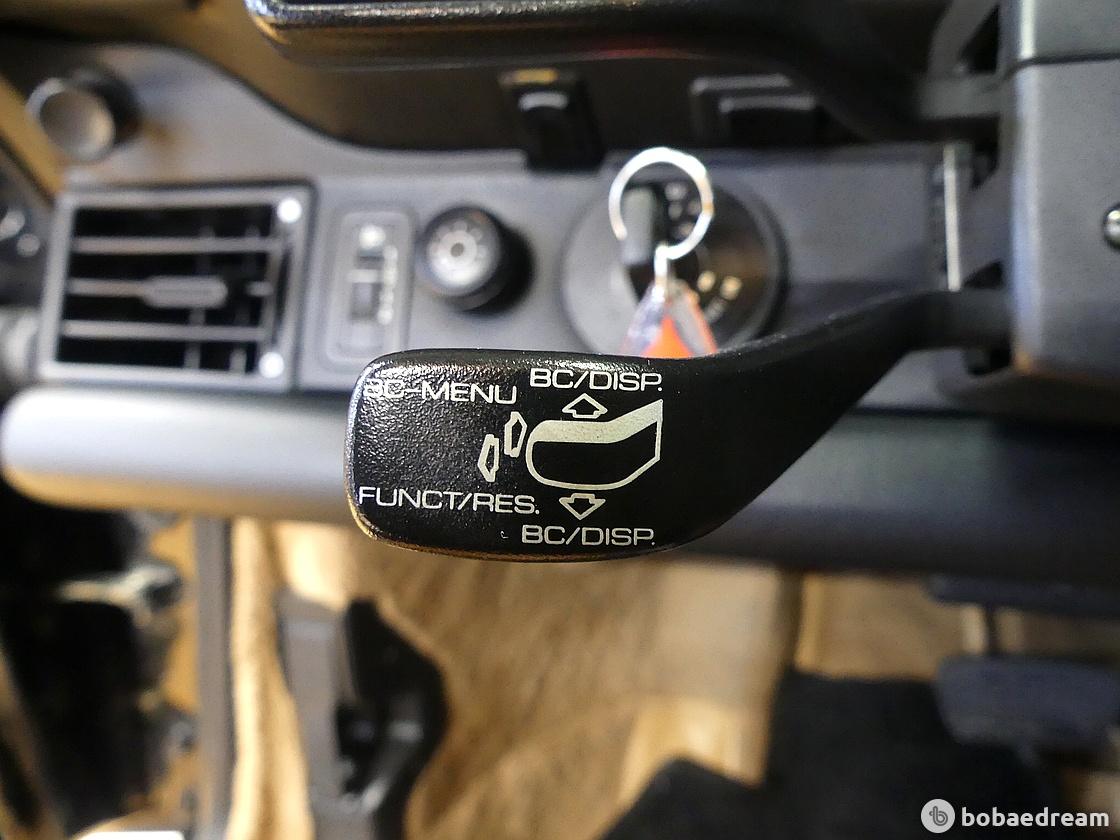 BC-MENU
BC/DISP.
FUNCT/RES.
BC/DISP.
bobaedream